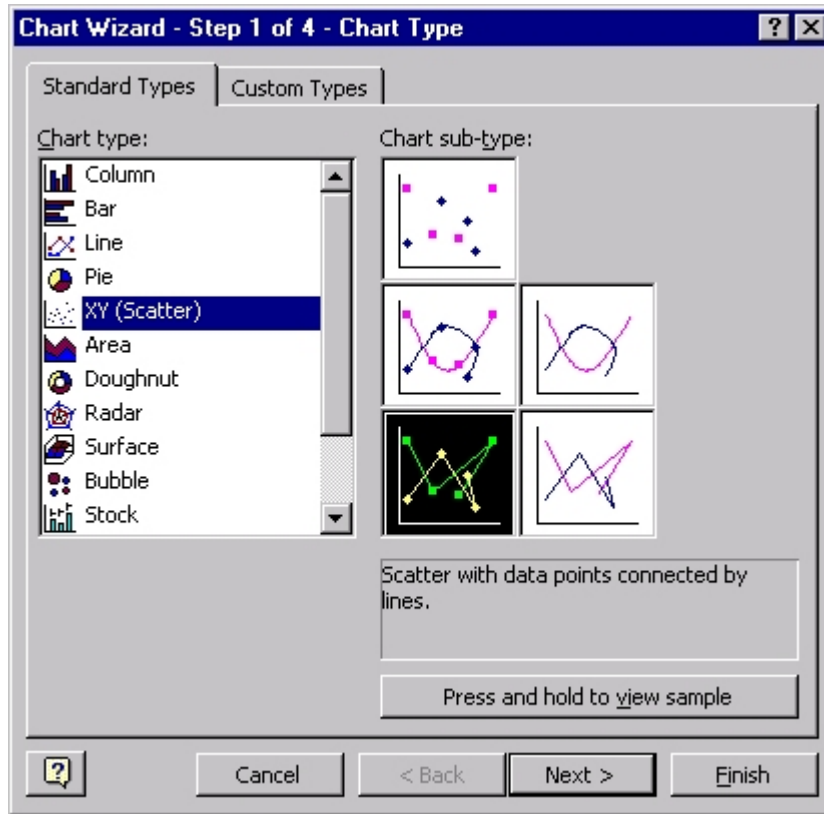 Chart Wizard - Step 1 of 4 - Chart Type
Standard Types
Custom Types
Chart type:
Column
Bar
Line
Pie
XY (Scatter)
Area
Doughnut
Radar
Surface
Bubble
Stock
Chart sub-type:
Scatter with data points connected by
lines.
Press and hold to view sample
Cancel
< Back
Next >
Finish